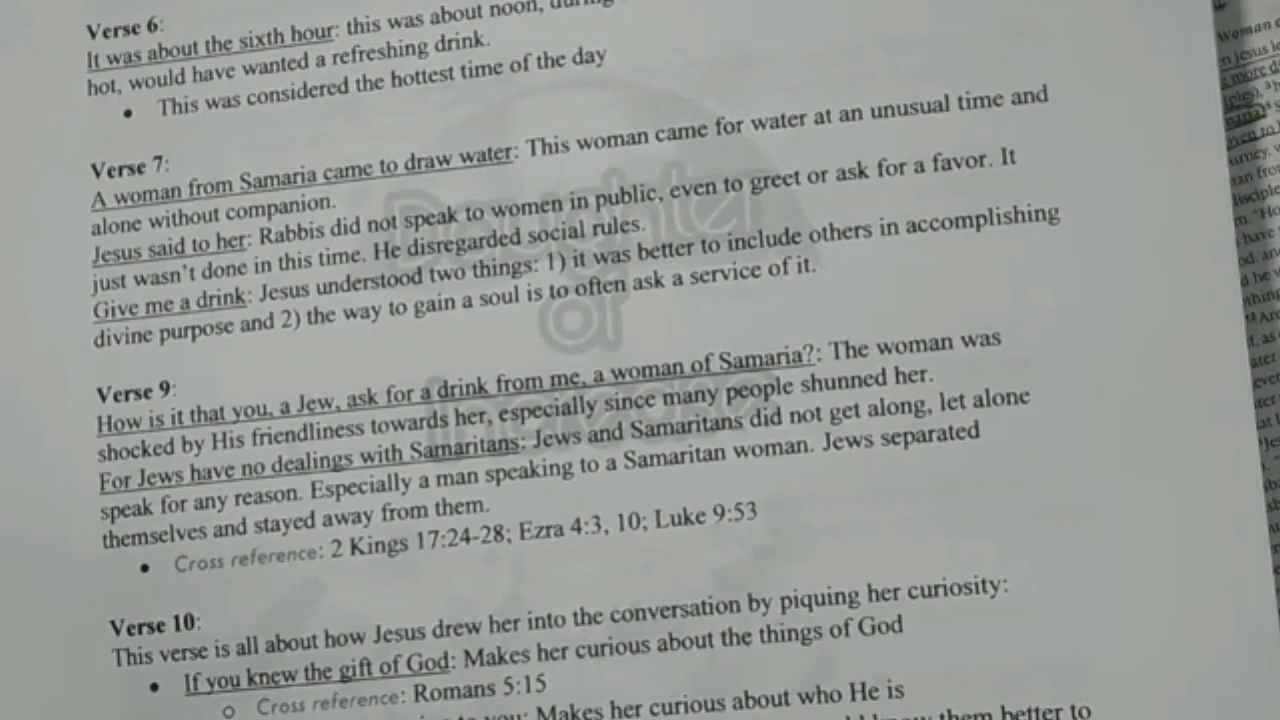 Verse 6:
It was about the sixth hour: this was about noon, during
hot, would have wanted a refreshing drink.
• This was considered the hottest time of the day
Verse 7:
A woman from Samaria came to draw water: This woman came for water at an unusual time and
alone without companion.
Jesus said to her: Rabbis did not speak to women in public, even to greet or ask for a favor. It
just wasn't done in this time. He disregarded social rules.
Give me a drink: Jesus understood two things: 1) it was better to include others in accomplishing
divine purpose and 2) the way to gain a soul is to often ask a service of it.
Verse 9:
How is it that you, a Jew, ask for a drink from me, a woman of Samaria?: The woman was
shocked by His friendliness towards her, especially since many people shunned her.
For Jews have no dealings with Samaritans: Jews and Samaritans did not get along, let alone
speak for any reason. Especially a man speaking to a Samaritan woman. Jews separated
themselves and stayed away from them.
• Cross reference: 2 Kings 17:24-28; Ezra 4:3, 10; Luke 9:53
Verse 10:
This verse is all about how Jesus drew her into the conversation by piquing her curiosity:
• If you knew the gift of God: Makes her curious about the things of God
o Cross reference: Romans 5:15
you: Makes her curious about who He is
them better to
Daughter
of
Woman